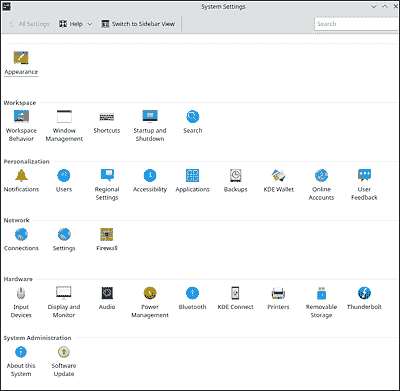 System Settings
All Settings Help Switch to Sidebar View Search
Appearance
Workspace
Workspace Window Shortcuts Startup and Search
Behavior Management Shutdown
Personalization
Notifications Users Regional Accessibility Applications Backups KDE Wallet Online User
Settings Accounts Feedback
Network
Connections Settings Firewall
Hardware
Input Display and Audio Power Bluetooth KDE Connect Printers Removable Thunderbolt
Devices Monitor Management Storage
System Administration
About this Software
System Update